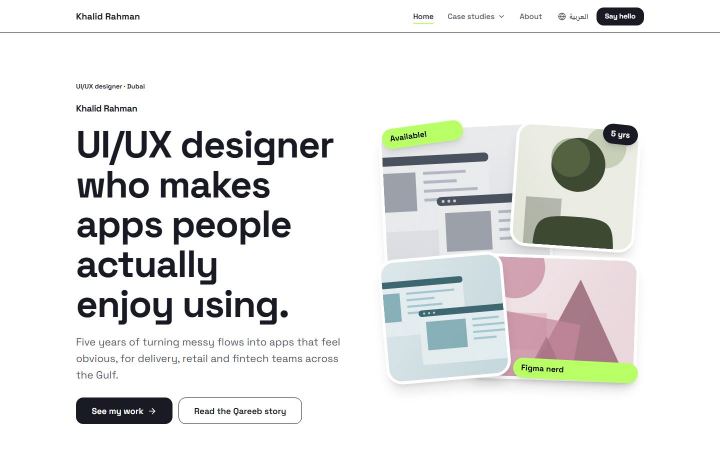 Khalid Rahman
Home
Case studies
About
العربية
Say hello
UI/UX designer · Dubai
Khalid Rahman
UI/UX designer
who makes
apps people
actually
enjoy using.
Five years of turning messy flows into apps that feel
obvious, for delivery, retail and fintech teams across
the Gulf.
See my work →
Read the Qareeb story
Available!
5 yrs
Figma nerd